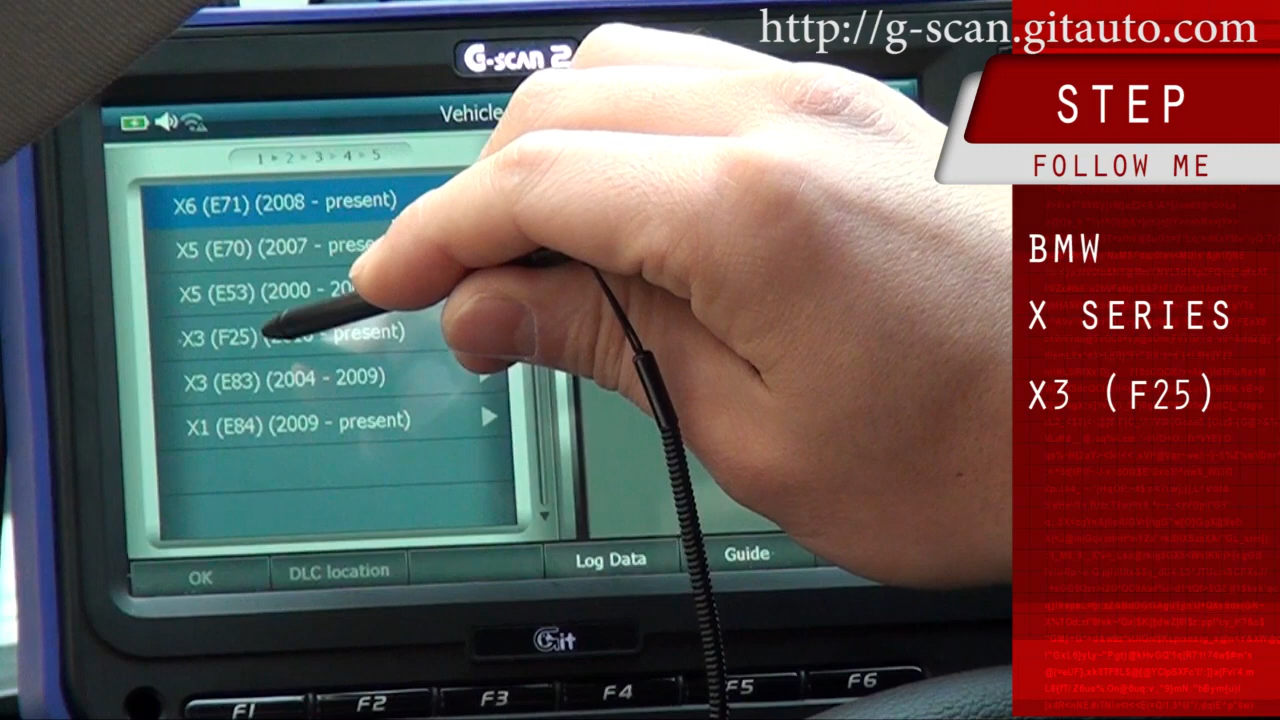 http://g-scan.gitauto.com
G-scan 2
STEP
FOLLOW ME
BMW
X SERIES
X3 (F25)
Vehicle
1 2 3 4 5
X6 (E71) (2008 - present)
X5 (E70) (2007 -
X5 (E53) (2000 -
X3 (F25) - present)
X3 (E83) (2004 - 2009)
X1 (E84) (2009 - present)
OK
DLC location
Log Data
Guide
Git
F1
F2
F3
F4
F5
F6